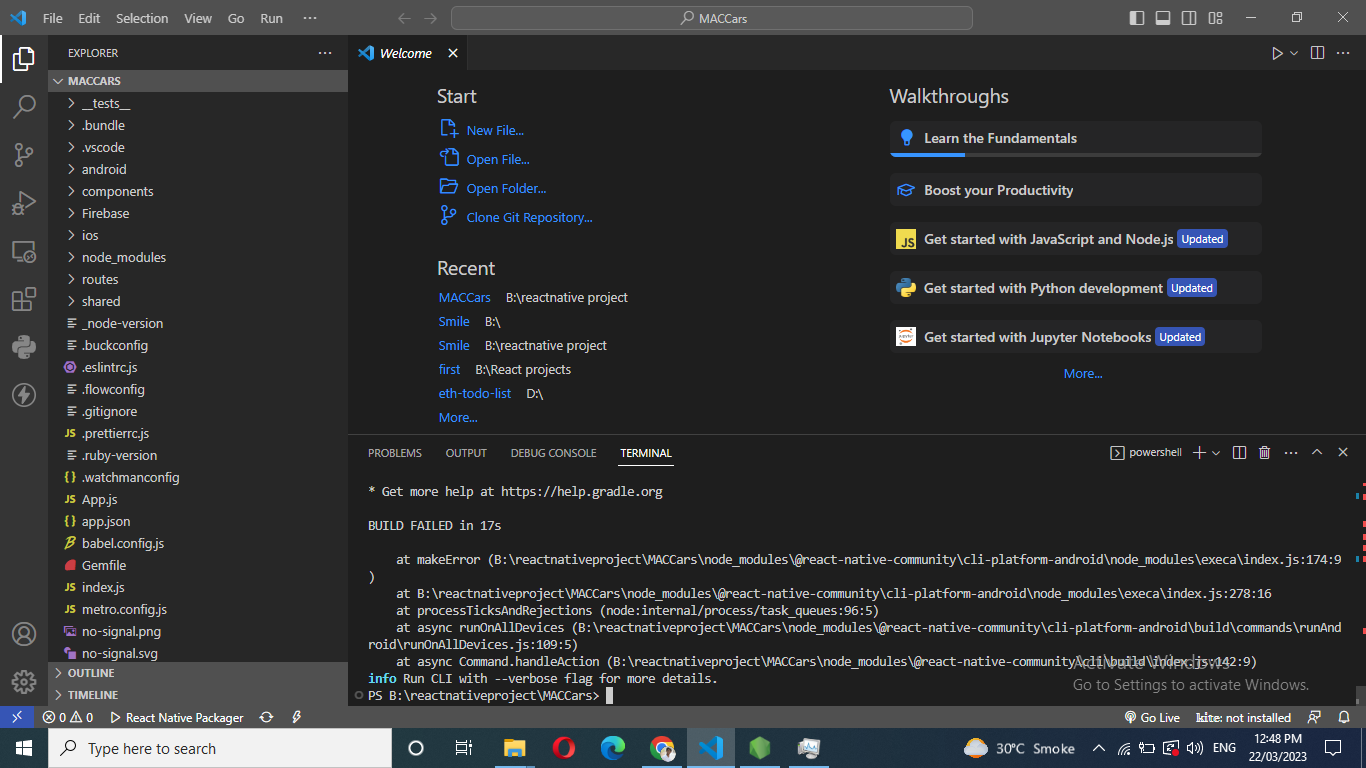 File Edit Selection View Go Run ···
MACCars
EXPLORER
MACCARS
__tests__
.bundle
.vscode
android
components
Firebase
ios
node_modules
routes
shared
_node-version
.buckconfig
.eslintrc.js
.flowconfig
.gitignore
.prettierrc.js
.ruby-version
.watchmanconfig
App.js
app.json
babel.config.js
Gemfile
index.js
metro.config.js
no-signal.png
no-signal.svg
OUTLINE
TIMELINE
Welcome
Start
New File...
Open File...
Open Folder...
Clone Git Repository...
Recent
MACCars B:\reactnative project
Smile B:\
Smile B:\reactnative project
first B:\React projects
eth-todo-list D:\
More...
Walkthroughs
Learn the Fundamentals
Boost your Productivity
JS Get started with JavaScript and Node.js Updated
Get started with Python development Updated
Get started with Jupyter Notebooks Updated
More...
PROBLEMS OUTPUT DEBUG CONSOLE TERMINAL
powershell
* Get more help at https://help.gradle.org
BUILD FAILED in 17s
at makeError (B:\reactnativeproject\MACCars\node_modules\@react-native-community\cli-platform-android\node_modules\execa\index.js:174:9
)
at B:\reactnativeproject\MACCars\node_modules\@react-native-community\cli-platform-android\node_modules\execa\index.js:278:16
at processTicksAndRejections (node:internal/process/task_queues:96:5)
at async runOnAllDevices (B:\reactnativeproject\MACCars\node_modules\@react-native-community\cli-platform-android\build\commands\runAnd
roid\runOnAllDevices.js:109:5)
at async Command.handleAction (B:\reactnativeproject\MACCars\node_modules\@react-native-community\cli\build\index.js:142:9)
info Run CLI with --verbose flag for more details.
PS B:\reactnativeproject\MACCars>
Activate Windows
Go to Settings to activate Windows.
0 0 React Native Packager
Go Live kite: not installed
Type here to search
30°C Smoke
ENG
12:48 PM
22/03/2023